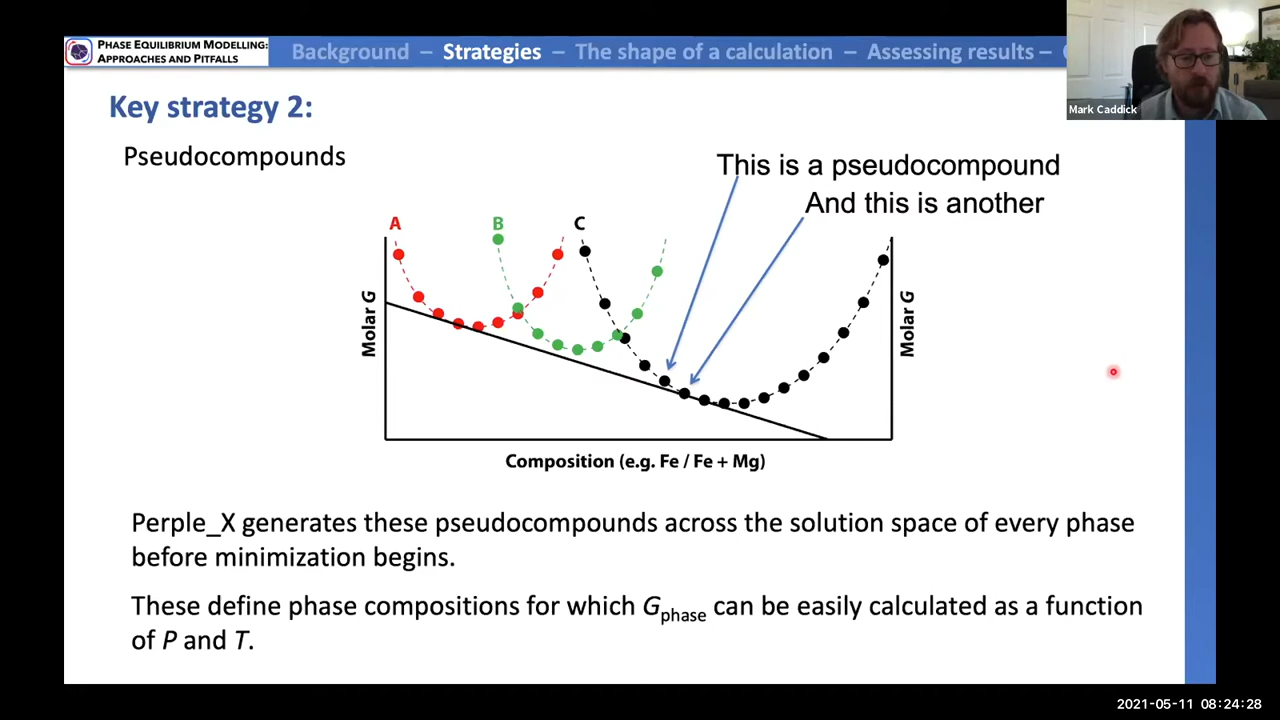 PHASE EQUILIBRIUM MODELLING:
APPROACHES AND PITFALLS
Background – Strategies – The shape of a calculation – Assessing results –
Mark Caddick
Key strategy 2:
Pseudocompounds
This is a pseudocompound
And this is another
A
B
C
Molar G
Molar G
Composition (e.g. Fe / Fe + Mg)
Perple_X generates these pseudocompounds across the solution space of every phase
before minimization begins.
These define phase compositions for which Gphase can be easily calculated as a function
of P and T.
2021-05-11 08:24:28